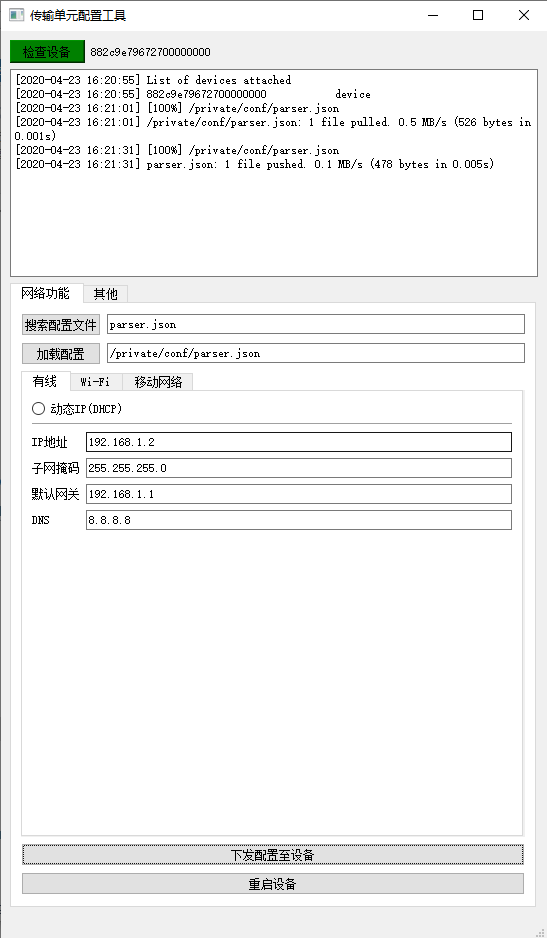 传输单元配置工具
检查设备 882c9e79672700000000
[2020-04-23 16:20:55] List of devices attached
[2020-04-23 16:20:55] 882c9e79672700000000 device
[2020-04-23 16:21:01] [100%] /private/conf/parser.json
[2020-04-23 16:21:01] /private/conf/parser.json: 1 file pulled. 0.5 MB/s (526 bytes in
0.001s)
[2020-04-23 16:21:31] [100%] /private/conf/parser.json
[2020-04-23 16:21:31] parser.json: 1 file pushed. 0.1 MB/s (478 bytes in 0.005s)
网络功能 其他
搜索配置文件 parser.json
加载配置 /private/conf/parser.json
有线 Wi-Fi 移动网络
动态IP(DHCP)
IP地址 192.168.1.2
子网掩码 255.255.255.0
默认网关 192.168.1.1
DNS 8.8.8.8
下发配置至设备
重启设备